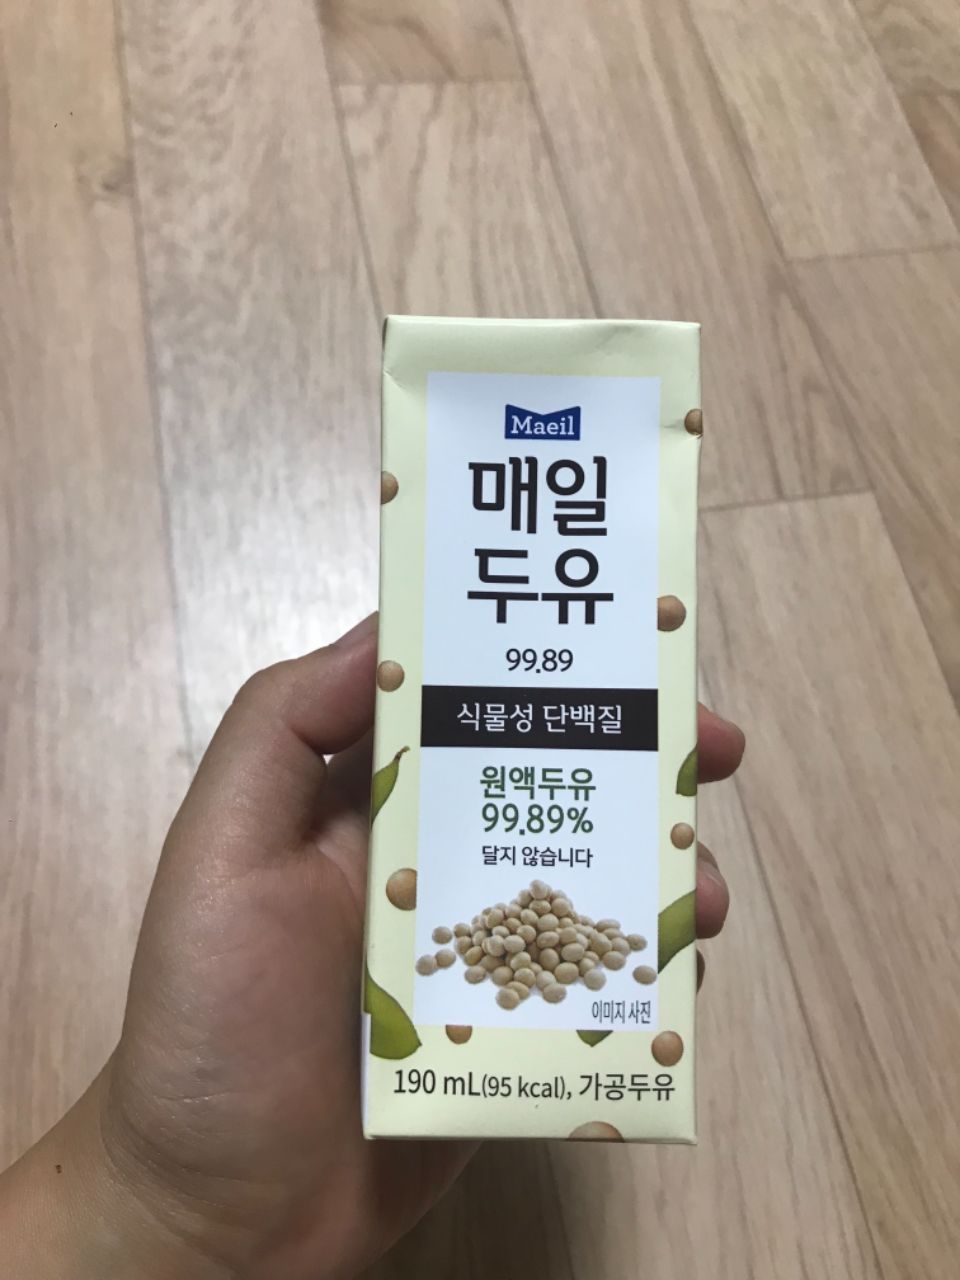 Maeil
매일
두유
99.89
식물성 단백질
원액두유
99.89%
달지 않습니다
이미지 사진
190 mL(95 kcal), 가공두유